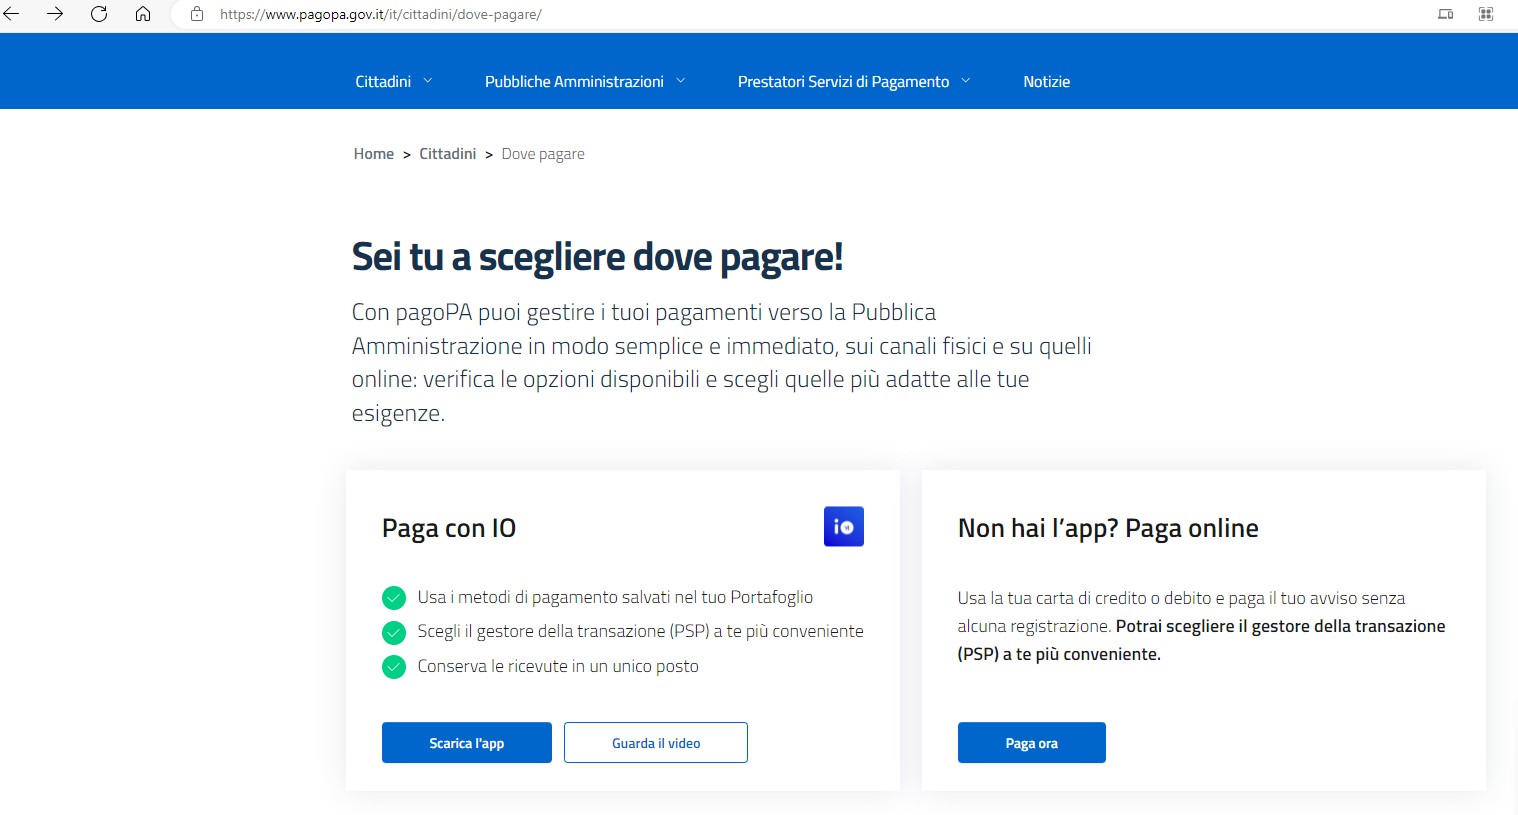 https://www.pagopa.gov.it/it/cittadini/dove-pagare/
Cittadini
Pubbliche Amministrazioni
Prestatori Servizi di Pagamento
Notizie
Home > Cittadini > Dove pagare
Sei tu a scegliere dove pagare!
Con pagoPA puoi gestire i tuoi pagamenti verso la Pubblica
Amministrazione in modo semplice e immediato, sui canali fisici e su quelli
online: verifica le opzioni disponibili e scegli quelle più adatte alle tue
esigenze.
Paga con IO
io
Usa i metodi di pagamento salvati nel tuo Portafoglio
Scegli il gestore della transazione (PSP) a te più conveniente
Conserva le ricevute in un unico posto
Scarica l'app
Guarda il video
Non hai l’app? Paga online
Usa la tua carta di credito o debito e paga il tuo avviso senza
alcuna registrazione. Potrai scegliere il gestore della transazione
(PSP) a te più conveniente.
Paga ora